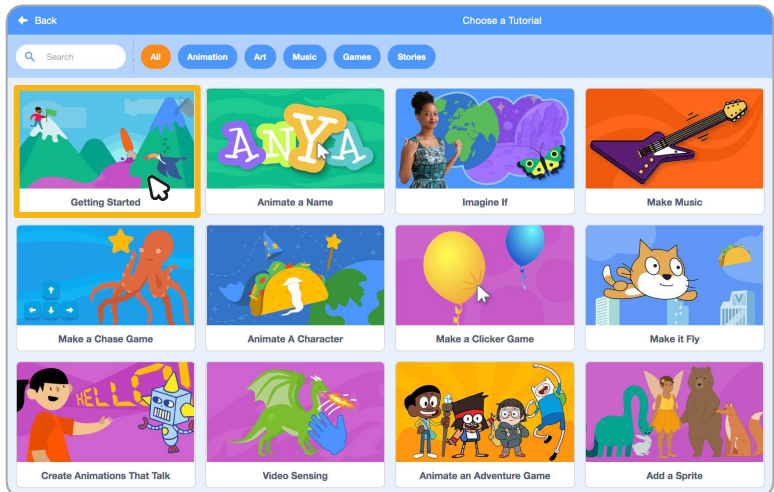 Back
Choose a Tutorial
Search
All
Animation
Art
Music
Games
Stories
Getting Started
ANYA
Animate a Name
Imagine If
Make Music
Make a Chase Game
Animate A Character
Make a Clicker Game
Make it Fly
HELLO!
Create Animations That Talk
Video Sensing
Animate an Adventure Game
Add a Sprite